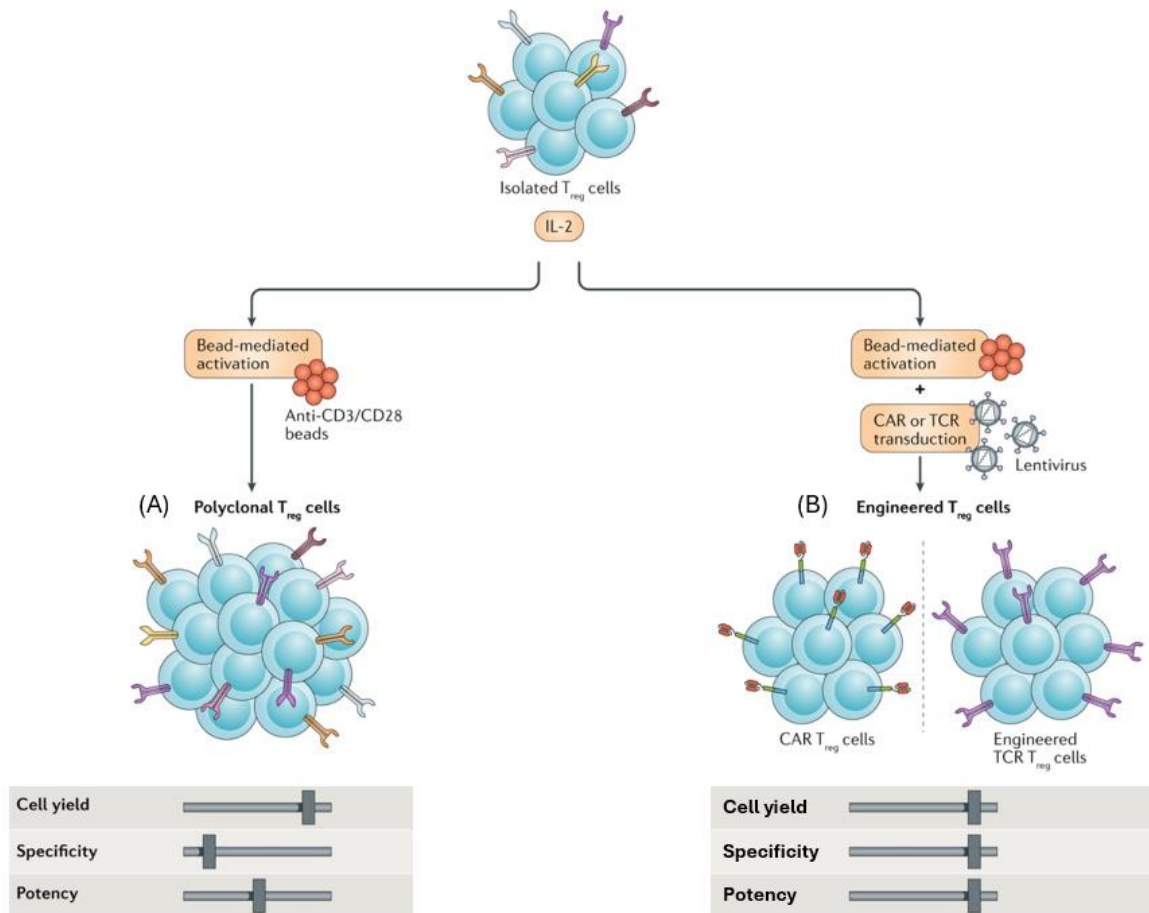 Isolated Treg cells
IL-2
Bead-mediated
activation
Anti-CD3/CD28
beads
Bead-mediated
activation
+
CAR or TCR
transduction
Lentivirus
(A) Polyclonal Treg cells
(B) Engineered Treg cells
CAR Treg cells
Engineered
TCR Treg cells
Cell yield
Specificity
Potency
Cell yield
Specificity
Potency